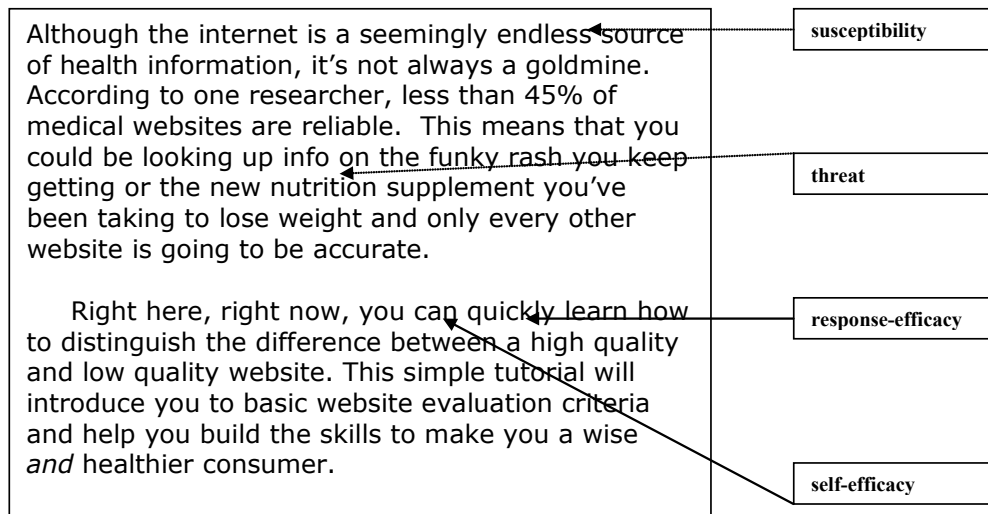 Although the internet is a seemingly endless source
of health information, it's not always a goldmine.
According to one researcher, less than 45% of
medical websites are reliable.  This means that you
could be looking up info on the funky rash you keep
getting or the new nutrition supplement you've
been taking to lose weight and only every other
website is going to be accurate.
Right here, right now, you can quickly learn how
to distinguish the difference between a high quality
and low quality website. This simple tutorial will
introduce you to basic website evaluation criteria
and help you build the skills to make you a wise
and healthier consumer.
susceptibility
threat
response-efficacy
self-efficacy